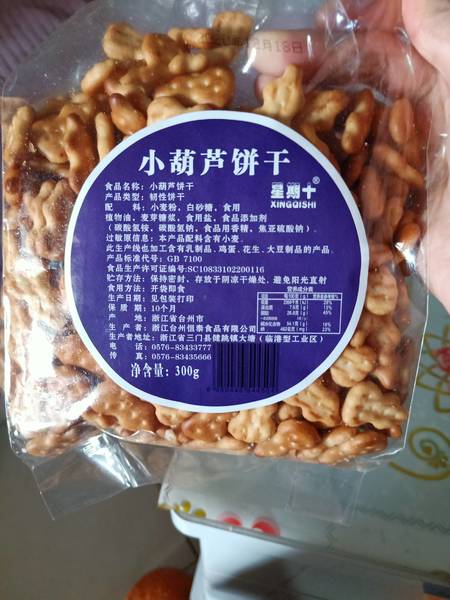 小葫芦饼干
星期十®
XINGQISHI
食品名称：小葫芦饼干
产品类型：韧性饼干
配 料：小麦粉，白砂糖，食用
植物油，麦芽糖浆，食用盐，食品添加剂
（碳酸氢铵，碳酸氢钠，食品用香精，焦亚硫酸钠）。
过敏原信息：本产品配料含有小麦。
此生产线也加工含有乳制品、鸡蛋、花生、大豆制品的产品。
产品标准代号：GB 7100
食品生产许可证编号：SC10833102200116
贮存方法：保持密封，存放于阴凉干燥处，避免阳光直射
食用方法：开袋即食
生产日期：见包装打印
保 质 期：10个月
产 地：浙江省台州市
生 产 者：浙江台州恒泰食品有限公司
地 址：浙江省三门县健跳镇大塘（临港型工业区）
电 话：0576-83433777
传 真：0576-83435666
净含量：300g
营养成分表